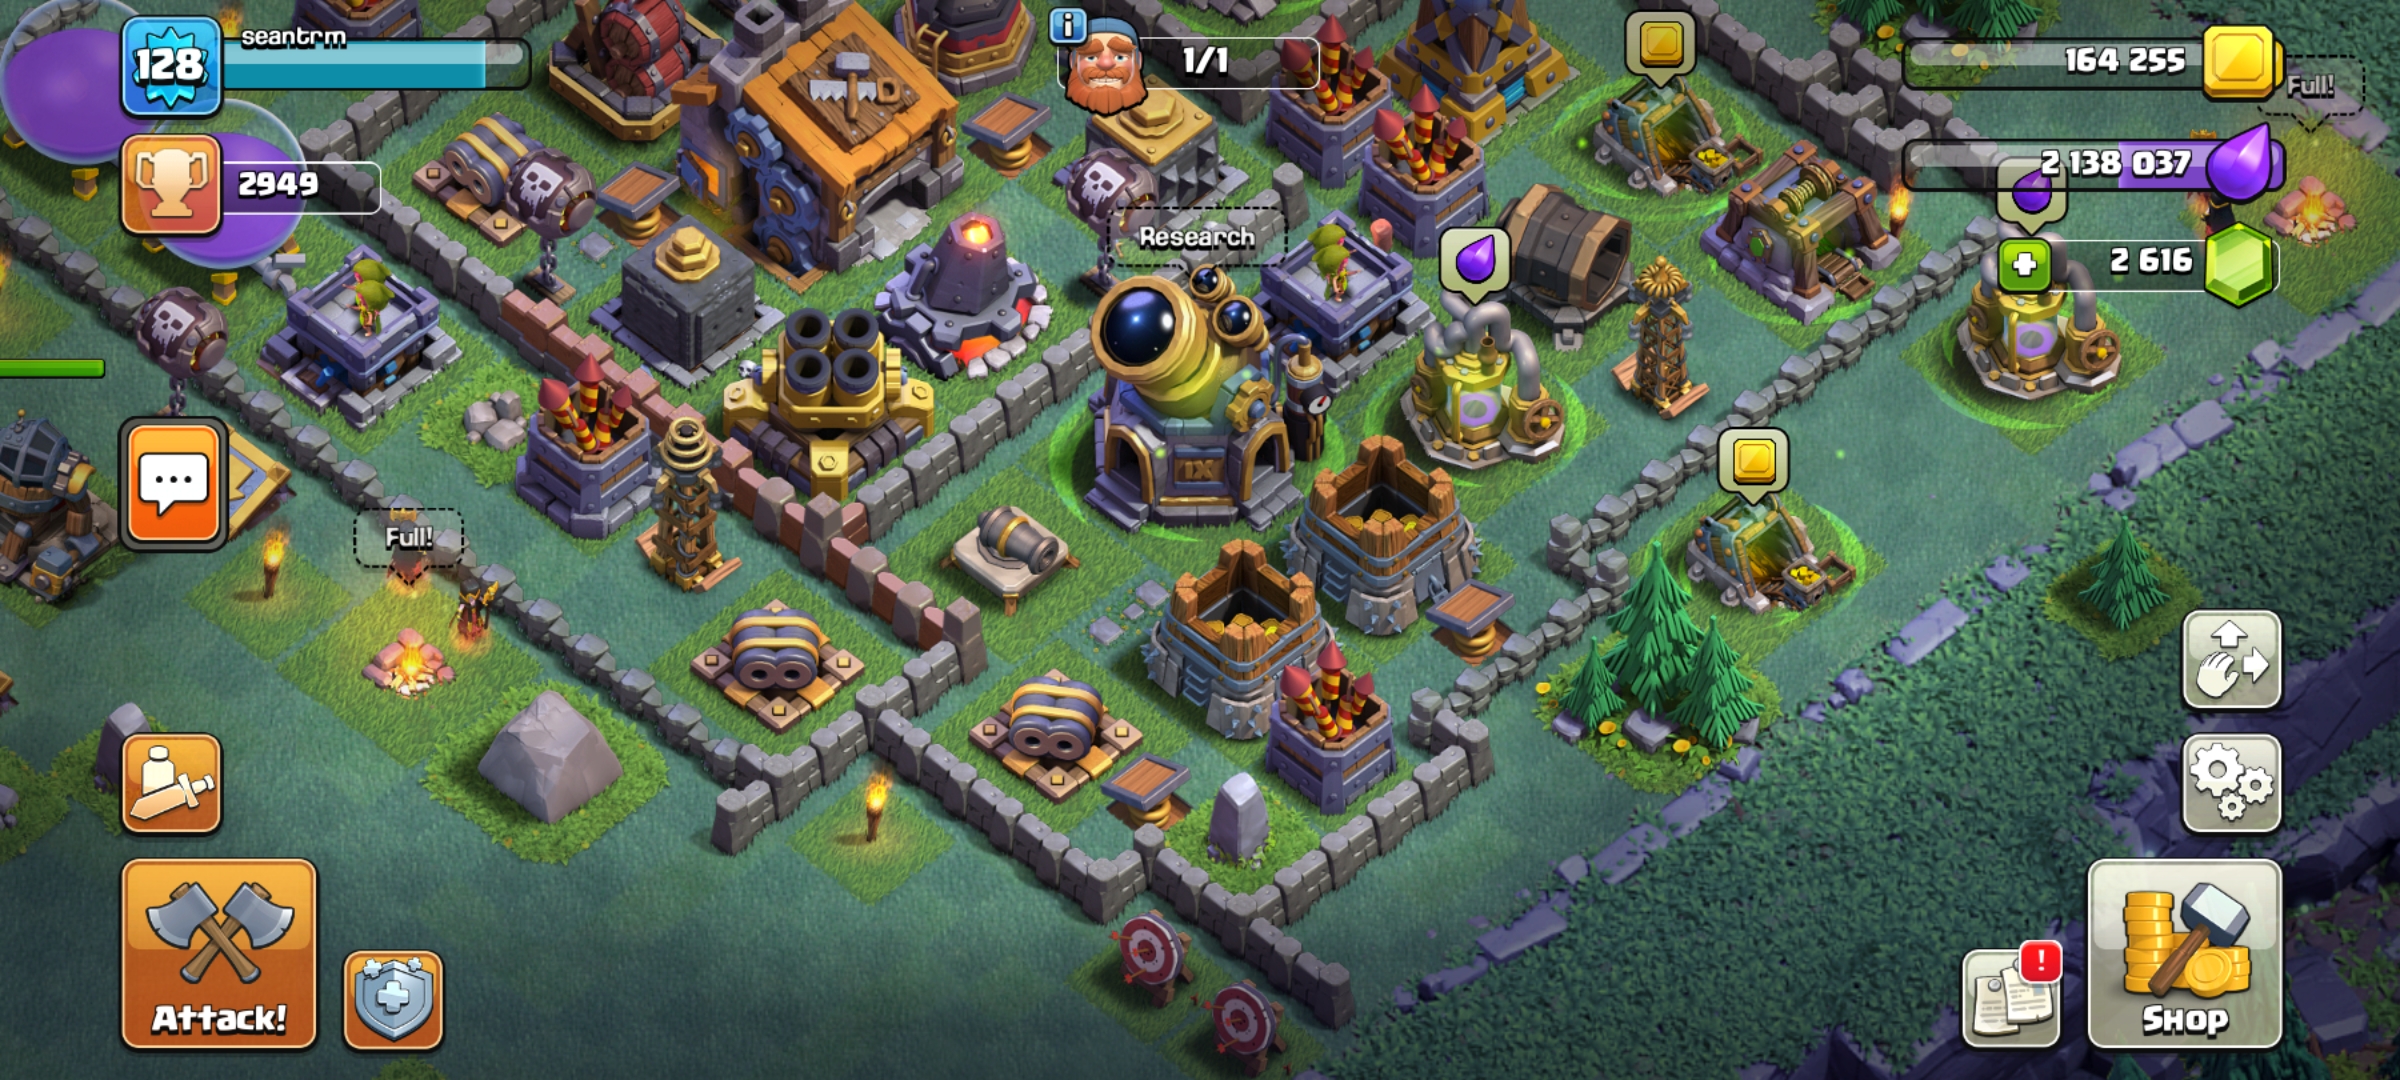 128
seantrm
1/1
164 255
Full!
2949
2 138 037
Research
2 616
IX
Full!
!
Attack!
Shop